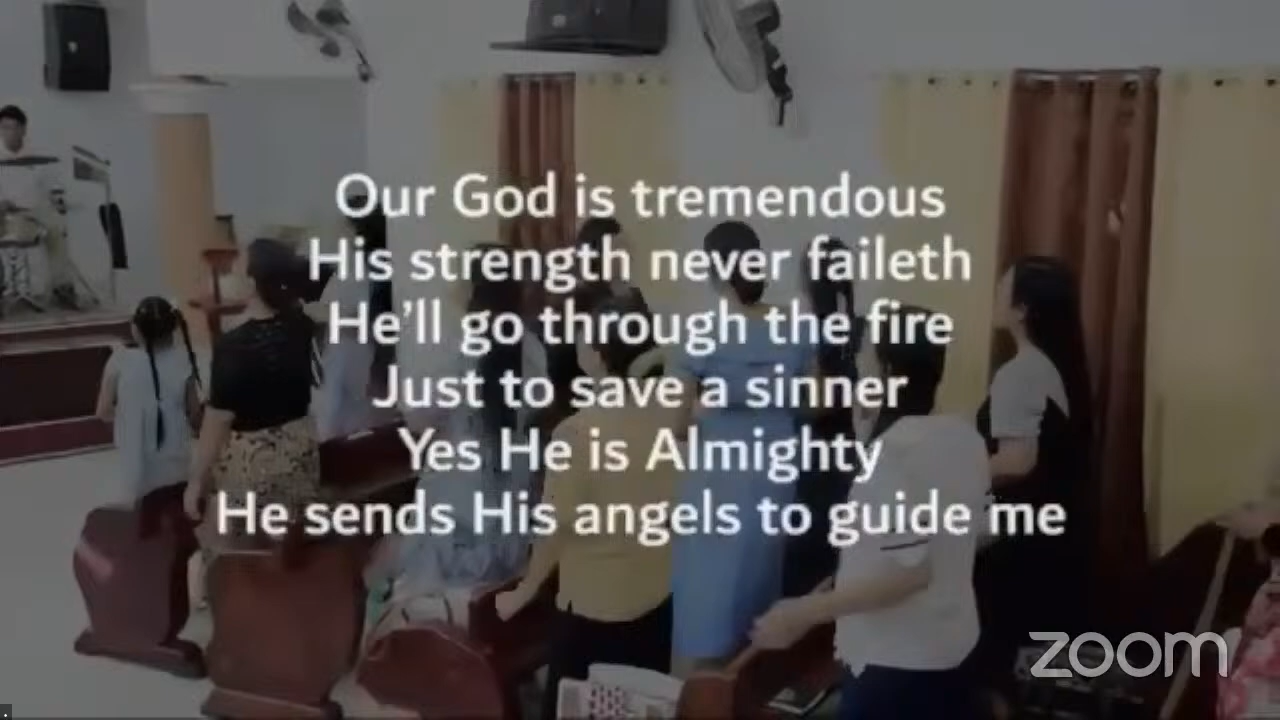 Our God is tremendous
His strength never faileth
He'll go through the fire
Just to save a sinner
Yes He is Almighty
He sends His angels to guide me
zoom